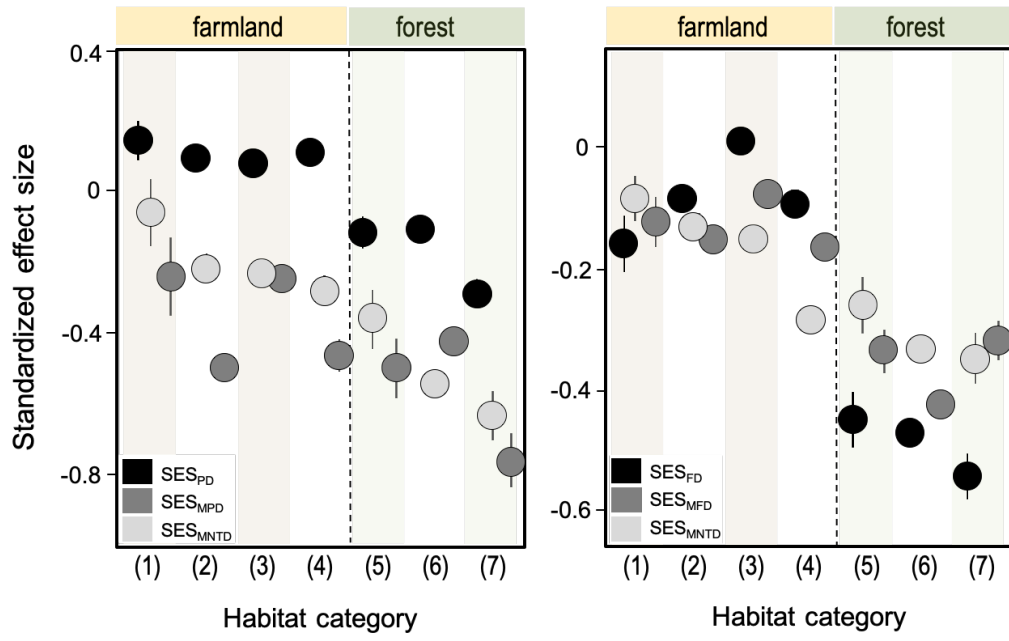 farmland forest
0.4
0
-0.4
-0.8
Standardized effect size
SESPD
SESMPD
SESMNTD
(1) (2) (3) (4) (5) (6) (7)
Habitat category
farmland forest
0
-0.2
-0.4
-0.6
SESFD
SESMFD
SESMNTD
(1) (2) (3) (4) (5) (6) (7)
Habitat category